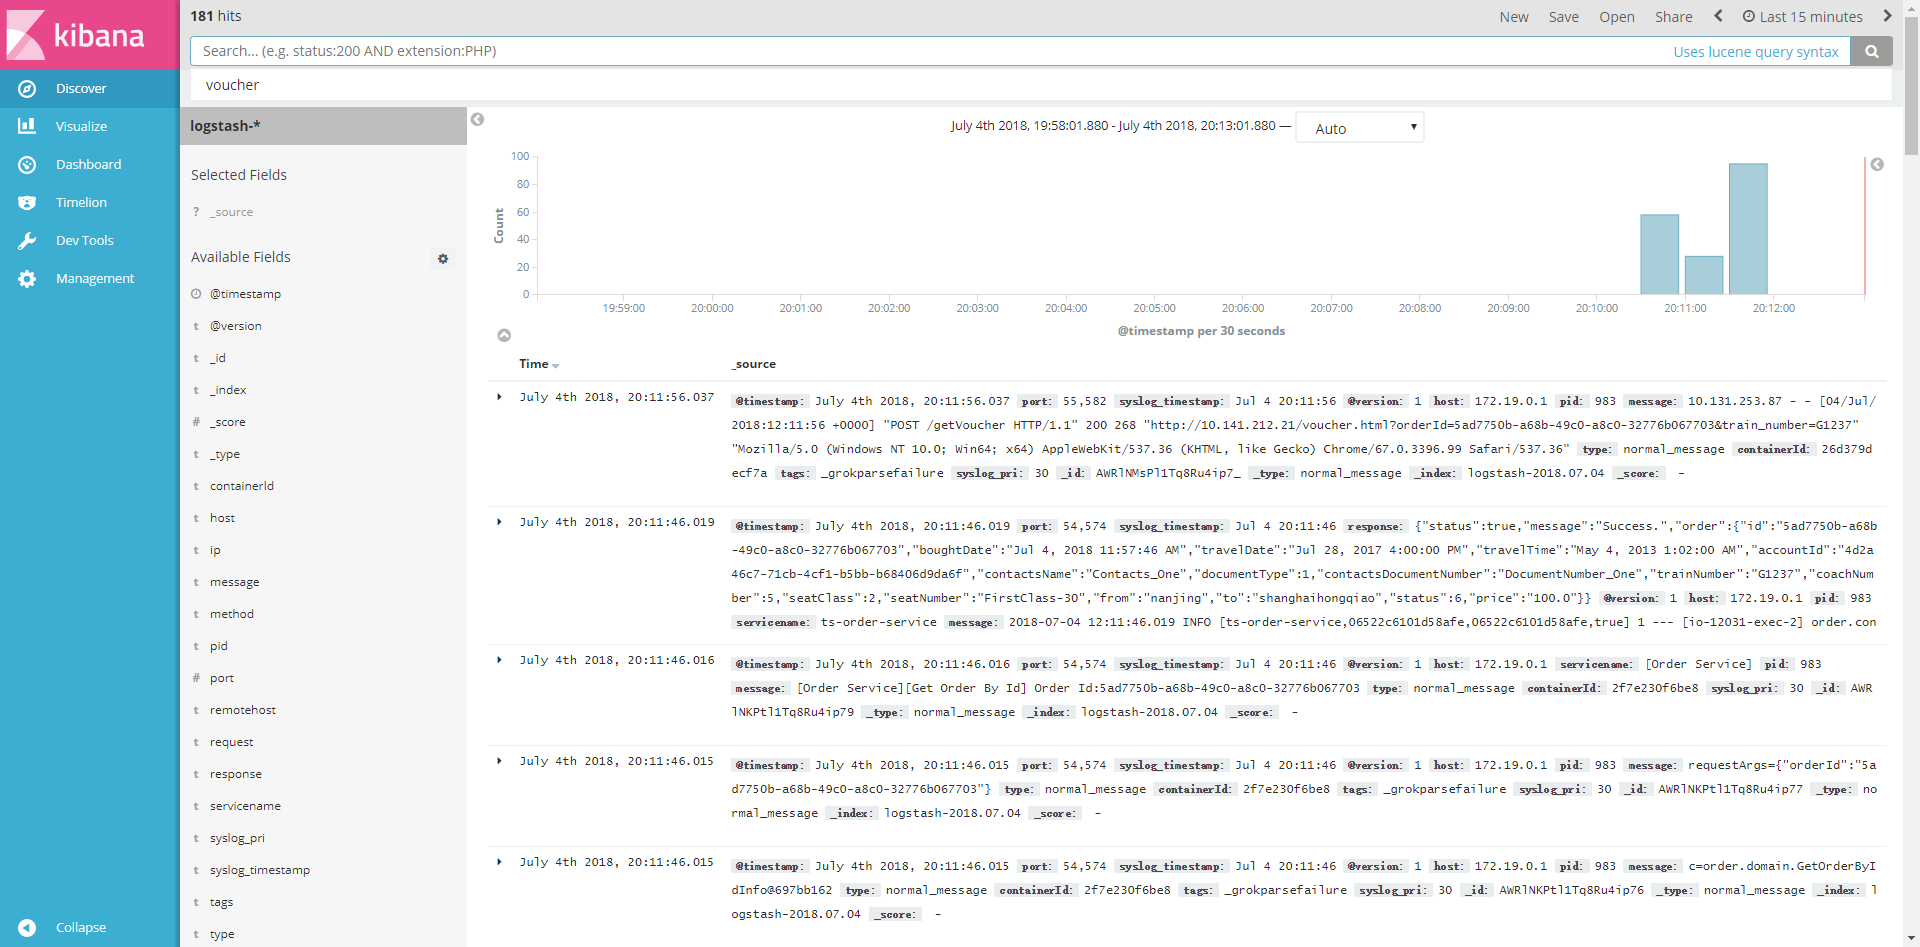 181 hits
New Save Open Share Last 15 minutes
kibana
Search... (e.g. status:200 AND extension:PHP) Uses lucene query syntax
voucher
Discover
Visualize
Dashboard
Timelion
Dev Tools
Management
Collapse
logstash-*
Selected Fields
? _source
Available Fields
@timestamp
t @version
t _id
t _index
# _score
t _type
t containerId
t host
t ip
t message
t method
t pid
# port
t remotehost
t request
t response
t servicename
t syslog_pri
t syslog_timestamp
t tags
t type
July 4th 2018, 19:58:01.880 - July 4th 2018, 20:13:01.880 — Auto
Count
100
80
60
40
20
0
19:59:00 20:00:00 20:01:00 20:02:00 20:03:00 20:04:00 20:05:00 20:06:00 20:07:00 20:08:00 20:09:00 20:10:00 20:11:00 20:12:00
@timestamp per 30 seconds
Time _source
July 4th 2018, 20:11:56.037 @timestamp: July 4th 2018, 20:11:56.037 port: 55,582 syslog_timestamp: Jul 4 20:11:56 @version: 1 host: 172.19.0.1 pid: 983 message: 10.131.253.87 - - [04/Jul/
2018:12:11:56 +0000] "POST /getVoucher HTTP/1.1" 200 268 "http://10.141.212.21/voucher.html?orderId=5ad7750b-a68b-49c0-a8c0-32776b067703&train_number=G1237"
"Mozilla/5.0 (Windows NT 10.0; Win64; x64) AppleWebKit/537.36 (KHTML, like Gecko) Chrome/67.0.3396.99 Safari/537.36" type: normal_message containerId: 26d379d
ecf7a tags: _grokparsefailure syslog_pri: 30 _id: AWRlNMsPl1Tq8Ru4ip7_ _type: normal_message _index: logstash-2018.07.04 _score: -
July 4th 2018, 20:11:46.019 @timestamp: July 4th 2018, 20:11:46.019 port: 54,574 syslog_timestamp: Jul 4 20:11:46 response: {"status":true,"message":"Success.","order":{"id":"5ad7750b-a68b
-49c0-a8c0-32776b067703","boughtDate":"Jul 4, 2018 11:57:46 AM","travelDate":"Jul 28, 2017 4:00:00 PM","travelTime":"May 4, 2013 1:02:00 AM","accountId":"4d2a
46c7-71cb-4cf1-b5bb-b68406d9da6f","contactsName":"Contacts_One","documentType":1,"contactsDocumentNumber":"DocumentNumber_One","trainNumber":"G1237","coachNum
ber":5,"seatClass":2,"seatNumber":"FirstClass-30","from":"nanjing","to":"shanghaihongqiao","status":6,"price":"100.0"}} @version: 1 host: 172.19.0.1 pid: 983
servicename: ts-order-service message: 2018-07-04 12:11:46.019 INFO [ts-order-service,06522c6101d58afe,06522c6101d58afe,true] 1 --- [io-12031-exec-2] order.con
July 4th 2018, 20:11:46.016 @timestamp: July 4th 2018, 20:11:46.016 port: 54,574 syslog_timestamp: Jul 4 20:11:46 @version: 1 host: 172.19.0.1 servicename: [Order Service] pid: 983
message: [Order Service][Get Order By Id] Order Id:5ad7750b-a68b-49c0-a8c0-32776b067703 type: normal_message containerId: 2f7e230f6be8 syslog_pri: 30 _id: AWR
lNKPtl1Tq8Ru4ip79 _type: normal_message _index: logstash-2018.07.04 _score: -
July 4th 2018, 20:11:46.015 @timestamp: July 4th 2018, 20:11:46.015 port: 54,574 syslog_timestamp: Jul 4 20:11:46 @version: 1 host: 172.19.0.1 pid: 983 message: requestArgs={"orderId":"5a
d7750b-a68b-49c0-a8c0-32776b067703"} type: normal_message containerId: 2f7e230f6be8 tags: _grokparsefailure syslog_pri: 30 _id: AWRlNKPtl1Tq8Ru4ip77 _type: no
rmal_message _index: logstash-2018.07.04 _score: -
July 4th 2018, 20:11:46.015 @timestamp: July 4th 2018, 20:11:46.015 port: 54,574 syslog_timestamp: Jul 4 20:11:46 @version: 1 host: 172.19.0.1 pid: 983 message: c=order.domain.GetOrderByI
dInfo@697bb162 type: normal_message containerId: 2f7e230f6be8 tags: _grokparsefailure syslog_pri: 30 _id: AWRlNKPtl1Tq8Ru4ip76 _type: normal_message _index: l
ogstash-2018.07.04 _score: -